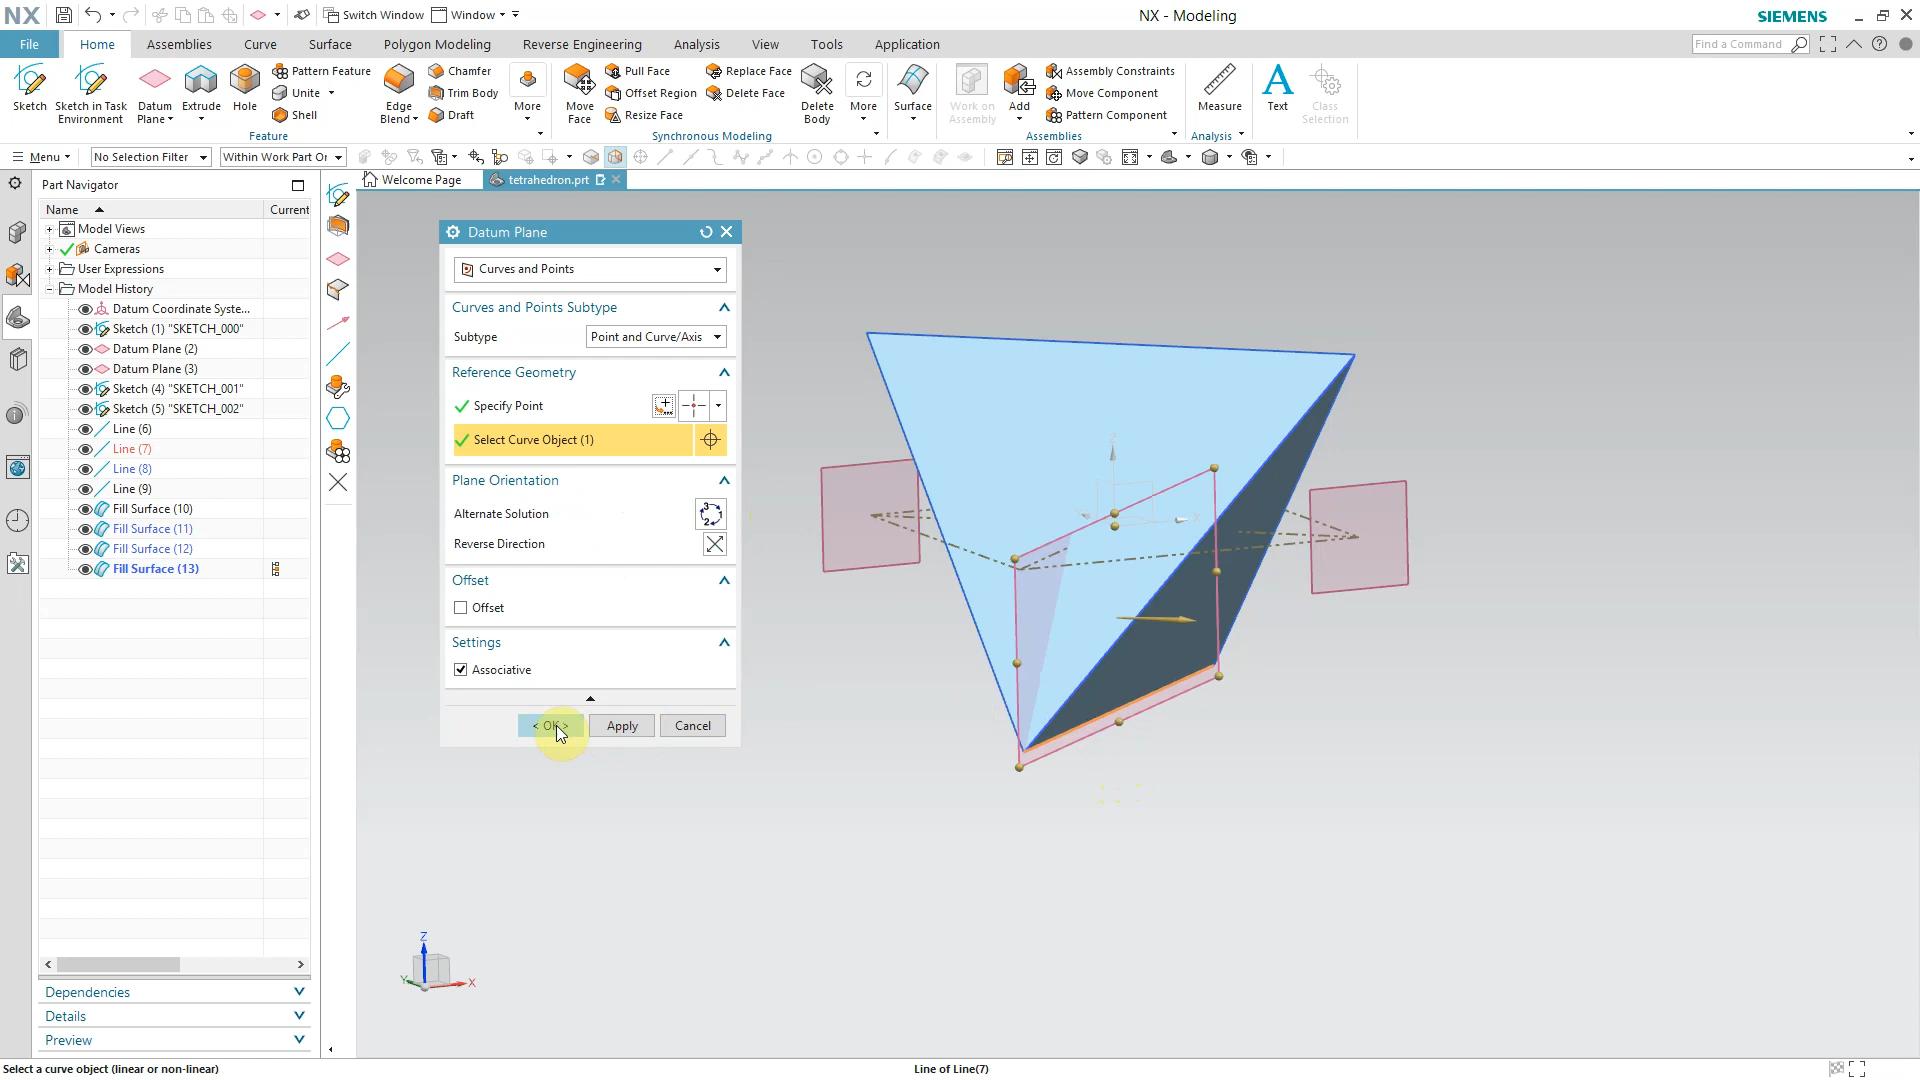 NX
Switch Window
Window
NX - Modeling
SIEMENS
File
Home
Assemblies
Curve
Surface
Polygon Modeling
Reverse Engineering
Analysis
View
Tools
Application
Find a Command
Sketch
Sketch in Task
Environment
Datum
Plane
Extrude
Hole
Pattern Feature
Unite
Shell
Edge
Blend
Chamfer
Trim Body
Draft
More
Feature
Move
Face
Pull Face
Offset Region
Resize Face
Replace Face
Delete Face
Delete
Body
More
Synchronous Modeling
Surface
Work on
Assembly
Add
Assembly Constraints
Move Component
Pattern Component
Assemblies
Measure
Analysis
Text
Class
Selection
Menu
No Selection Filter
Within Work Part Or
Part Navigator
Welcome Page
tetrahedron.prt
Name
Current
Model Views
Cameras
User Expressions
Model History
Datum Coordinate Syste...
Sketch (1) "SKETCH_000"
Datum Plane (2)
Datum Plane (3)
Sketch (4) "SKETCH_001"
Sketch (5) "SKETCH_002"
Line (6)
Line (7)
Line (8)
Line (9)
Fill Surface (10)
Fill Surface (11)
Fill Surface (12)
Fill Surface (13)
Dependencies
Details
Preview
Datum Plane
Curves and Points
Curves and Points Subtype
Subtype
Point and Curve/Axis
Reference Geometry
Specify Point
Select Curve Object (1)
Plane Orientation
Alternate Solution
Reverse Direction
Offset
Offset
Settings
Associative
< OK >
Apply
Cancel
Z
X
Z
Y
X
Select a curve object (linear or non-linear)
Line of Line(7)